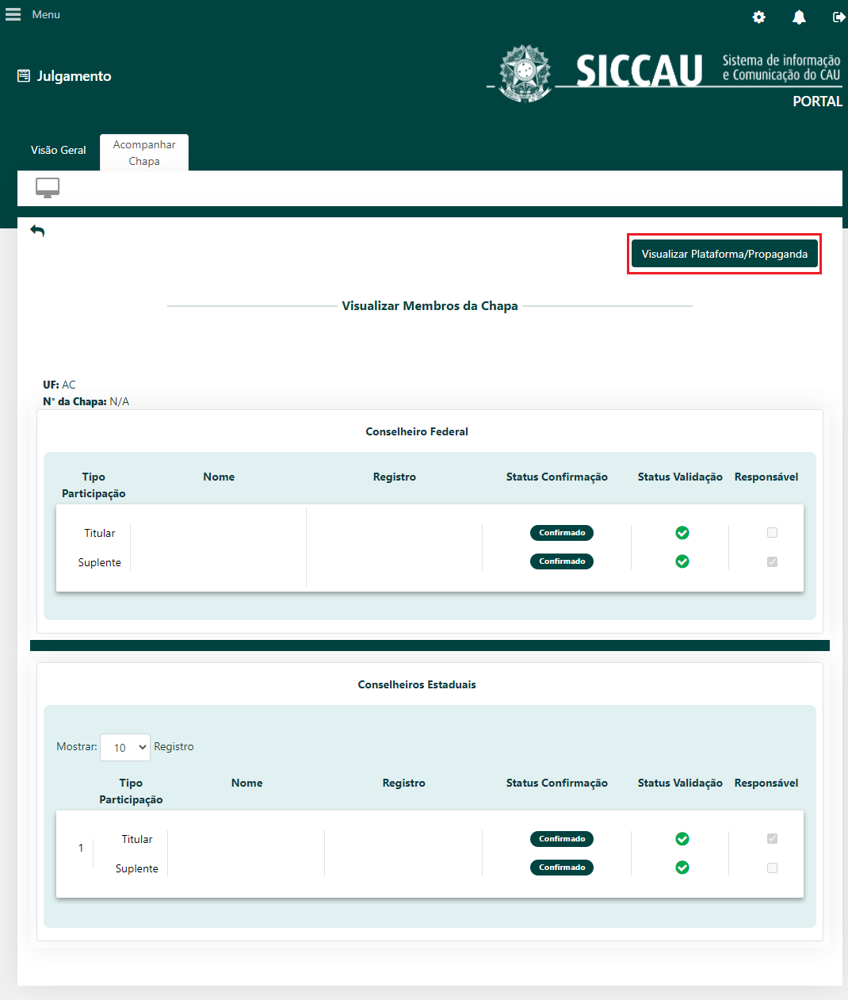 Menu
Julgamento
SICCAU
Sistema de informação
e Comunicação do CAU
PORTAL
Visão Geral
Acompanhar
Chapa
Visualizar Plataforma/Propaganda
Visualizar Membros da Chapa
UF: AC
N° da Chapa: N/A
Conselheiro Federal
Tipo Participação Nome Registro Status Confirmação Status Validação Responsável
Titular Confirmado
Suplente Confirmado
Conselheiros Estaduais
Mostrar: 10 Registro
Tipo Participação Nome Registro Status Confirmação Status Validação Responsável
1
Titular Confirmado
Suplente Confirmado